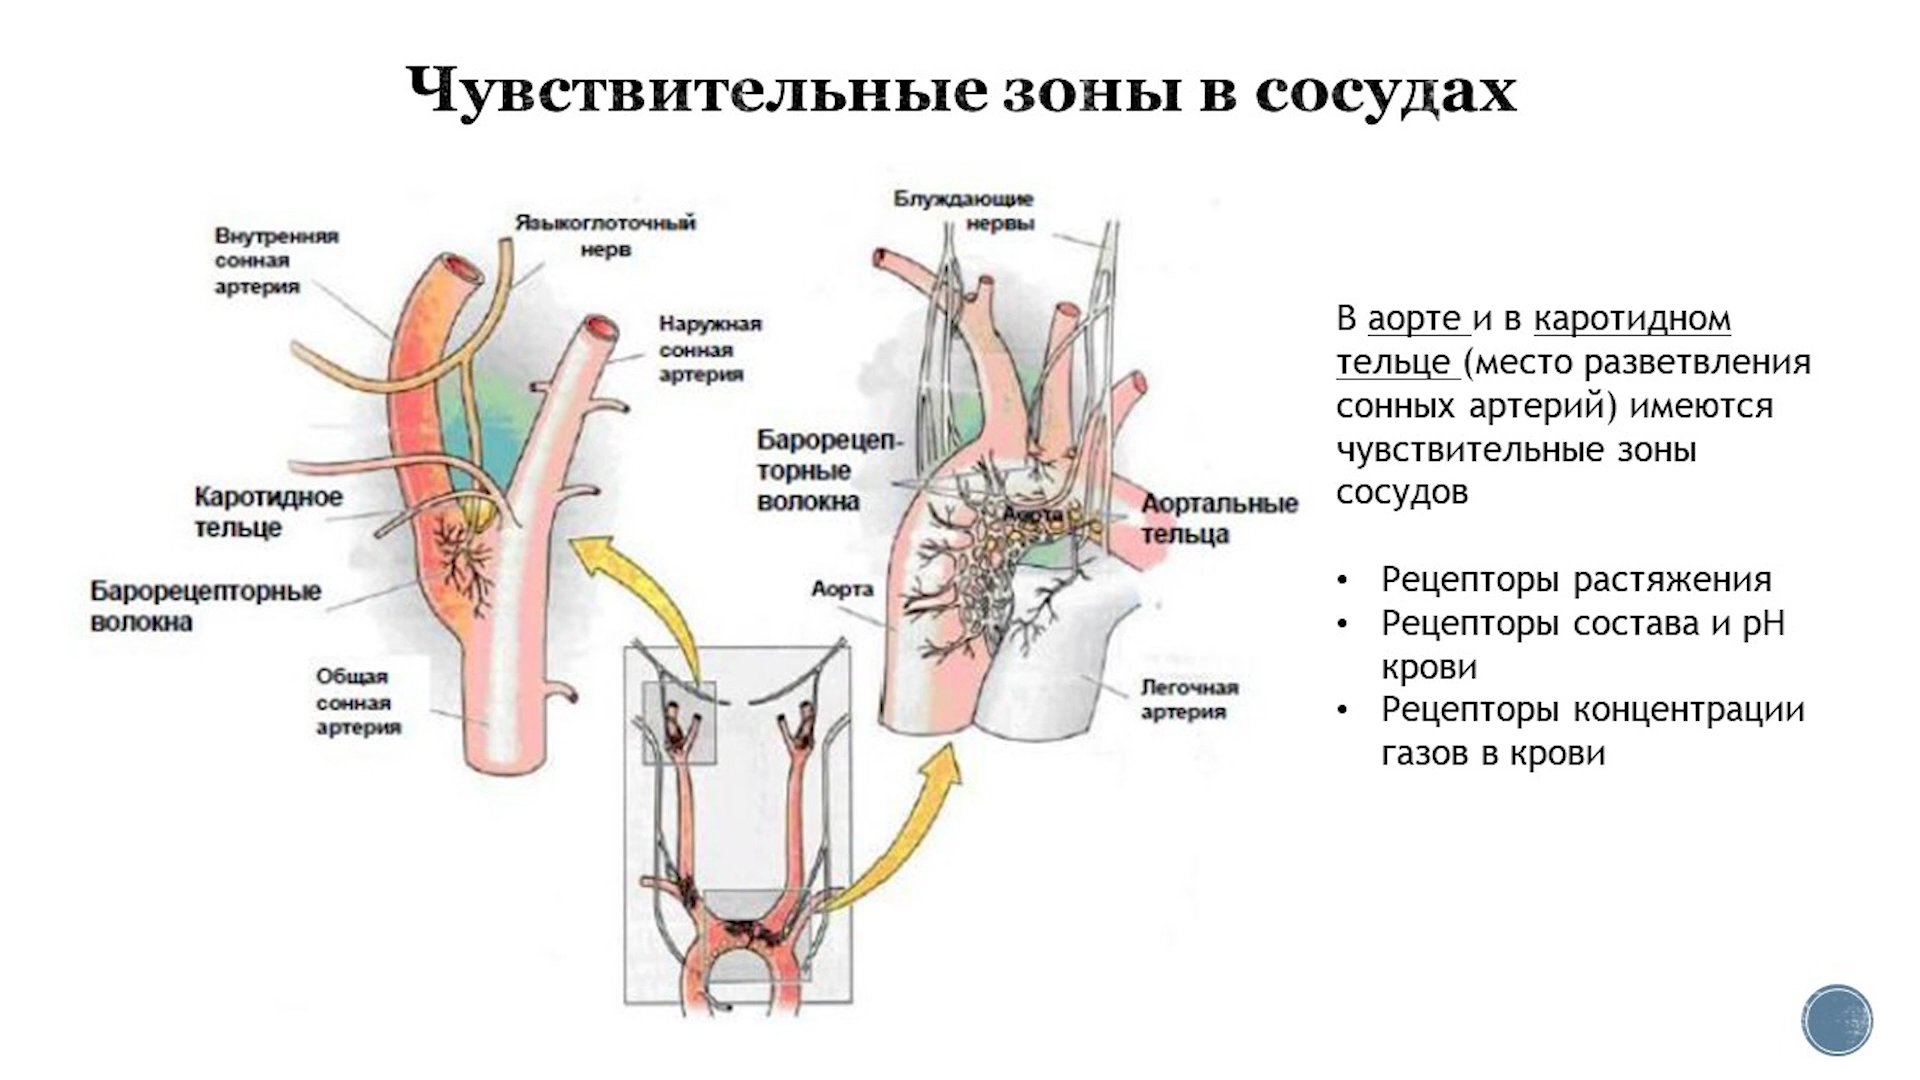 Чувствительные зоны в сосудах
Внутренняя
сонная
артерия
Языкоглоточный
нерв
Наружная
сонная
артерия
Каротидное
тельце
Барорецепторные
волокна
Общая
сонная
артерия
Блуждающие
нервы
Барорецеп-
торные
волокна
Аорта
Аортальные
тельца
Аорта
Легочная
артерия
В аорте и в каротидном
тельце (место разветвления
сонных артерий) имеются
чувствительные зоны
сосудов
• Рецепторы растяжения
• Рецепторы состава и pH
крови
• Рецепторы концентрации
газов в крови